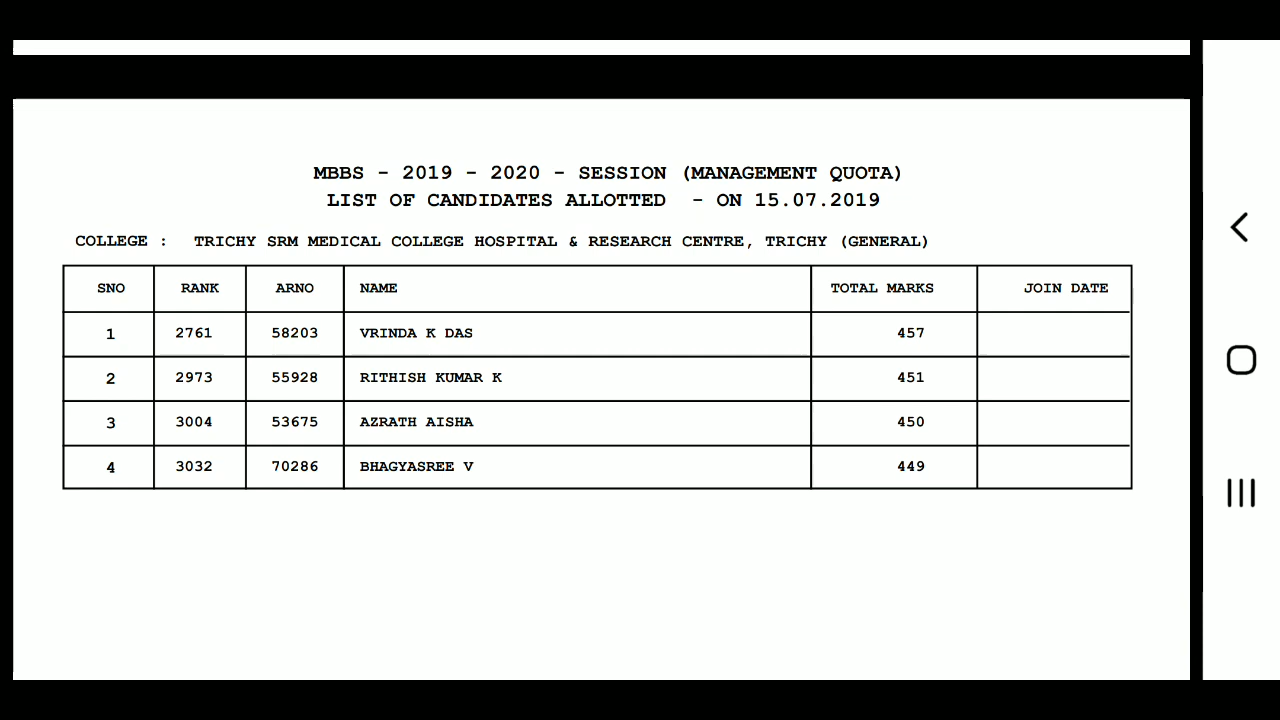 MBBS - 2019 - 2020 - SESSION (MANAGEMENT QUOTA)
LIST OF CANDIDATES ALLOTTED - ON 15.07.2019
COLLEGE : TRICHY SRM MEDICAL COLLEGE HOSPITAL & RESEARCH CENTRE, TRICHY (GENERAL)
SNO RANK ARNO NAME TOTAL MARKS JOIN DATE
1 2761 58203 VRINDA K DAS 457
2 2973 55928 RITHISH KUMAR K 451
3 3004 53675 AZRATH AISHA 450
4 3032 70286 BHAGYASREE V 449